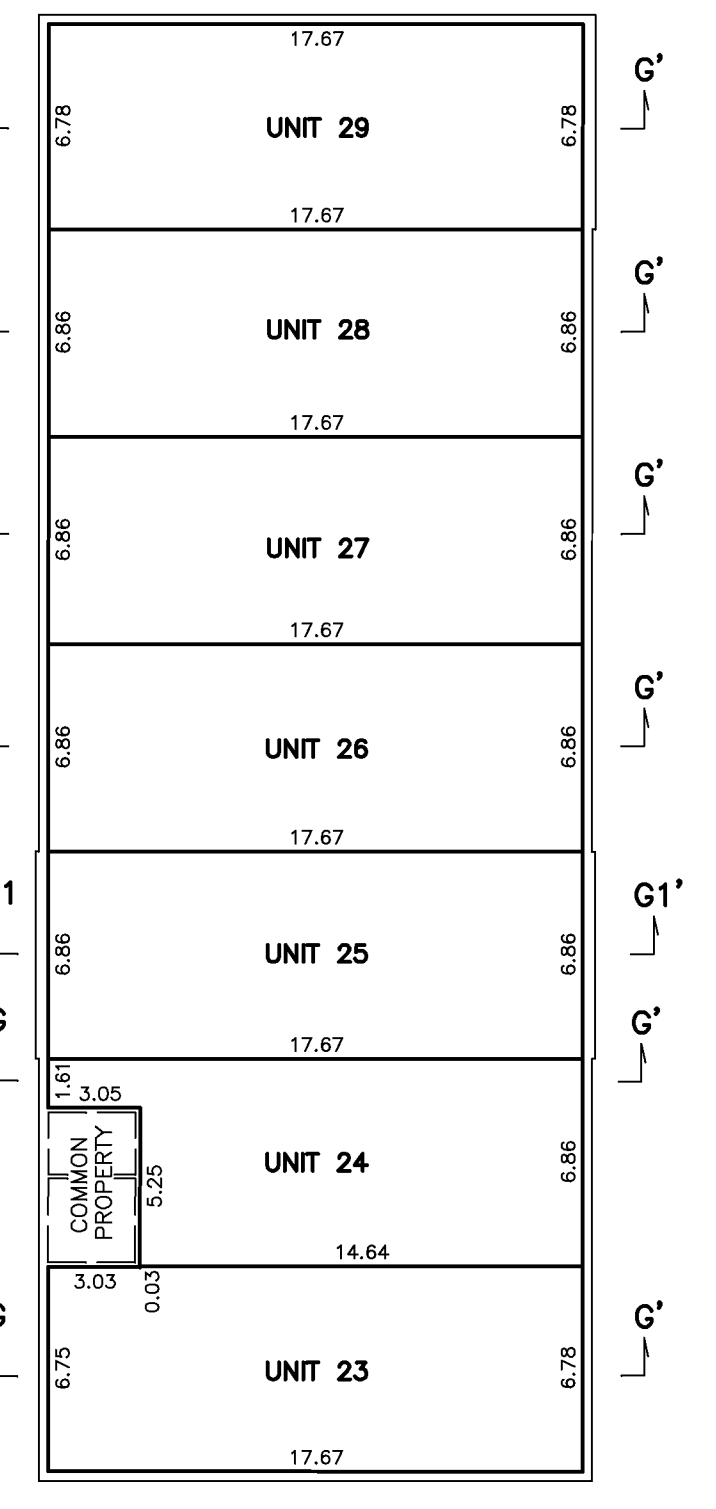 17.67
G'
6.78
UNIT 29
6.78
17.67
G'
6.86
UNIT 28
6.86
17.67
G'
6.86
UNIT 27
6.86
17.67
G'
6.86
UNIT 26
6.86
17.67
1
G1'
6.86
UNIT 25
6.86
17.67
G'
1.61
3.05
COMMON
PROPERTY
5.25
UNIT 24
6.86
14.64
3.03
0.03
G'
6.75
UNIT 23
6.78
17.67